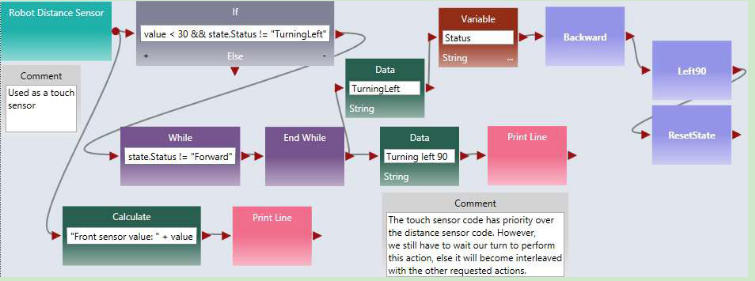 Robot Distance Sensor
If
value < 30 && state.Status != "TurningLeft"
+ Else -
Comment
Used as a touch
sensor
Variable
Status
String ...
Backward
Left90
ResetState
Data
TurningLeft
String
While
state.Status != "Forward"
End While
Data
Turning left 90
String
Print Line
Calculate
"Front sensor value: " + value
Print Line
Comment
The touch sensor code has priority over
the distance sensor code. However,
we still have to wait our turn to perform
this action, else it will become interleaved
with the other requested actions.